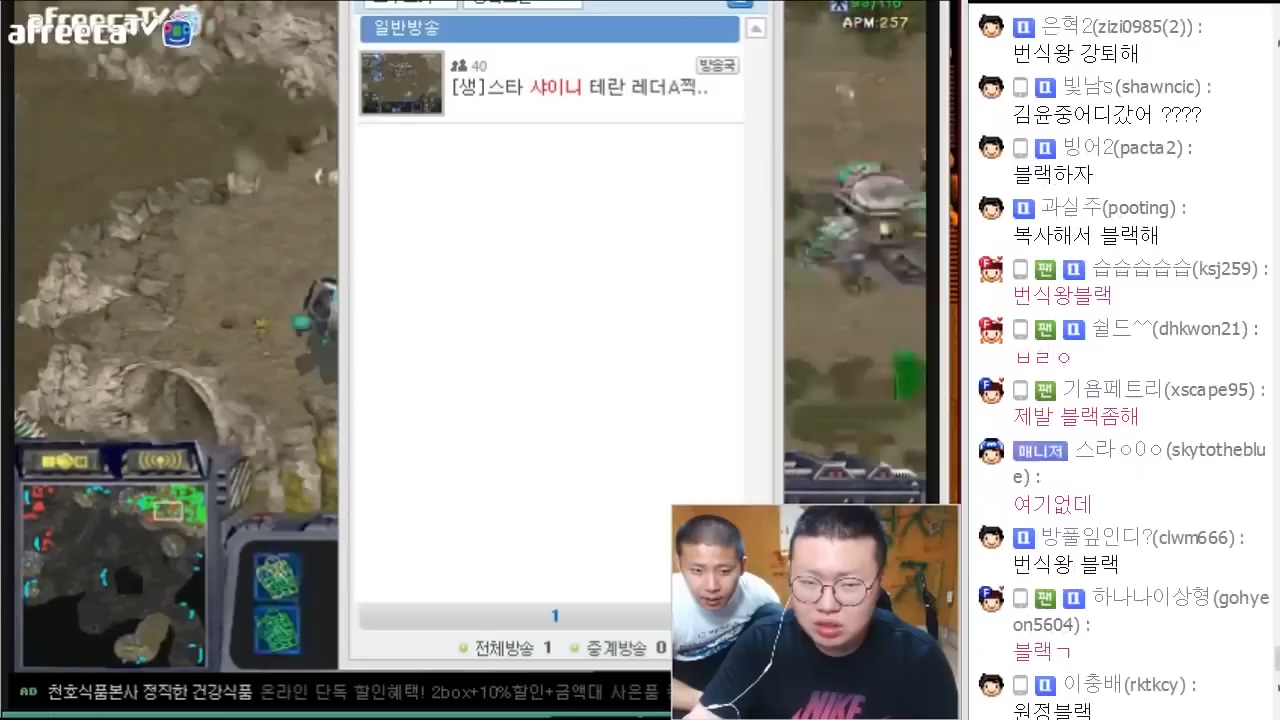 afreecaTV
afreeca
일반방송
40
방송국
[생]스타 샤이니 테란 레더A찍..
1
전체방송 1
중계방송 0
APM:257
NIKE
AD 천호식품본사 정직한 건강식품 온라인 단독 할인혜택! 2box+10%할인+금액대 사은품
은혁2(zizi0985(2)) :
번식왕강퇴해
빛남s(shawncic) :
김윤중어디갔어 ????
빙어2(pacta2) :
블랙하자
과실주(pooting) :
복사해서 블랙해
팬 습습습습습(ksj259) :
번식왕블랙
팬 쉴드^^(dhkwon21) :
ㅂㄹㅇ
팬 기욤페트리(xscape95) :
제발 블랙좀해
매니저 스라ㅇ0ㅇ(skytotheblu
e) :
여기없데
방풀잎인디?(clwm666) :
번식왕 블랙
팬 하나나이상형(gohye
on5604) :
블랙ㄱ
이충배(rktkcy) :
원정블랙